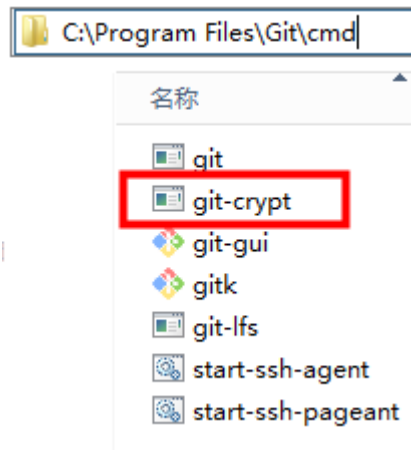 C:\Program Files\Git\cmd
名称
git
git-crypt
git-gui
gitk
git-lfs
start-ssh-agent
start-ssh-pageant